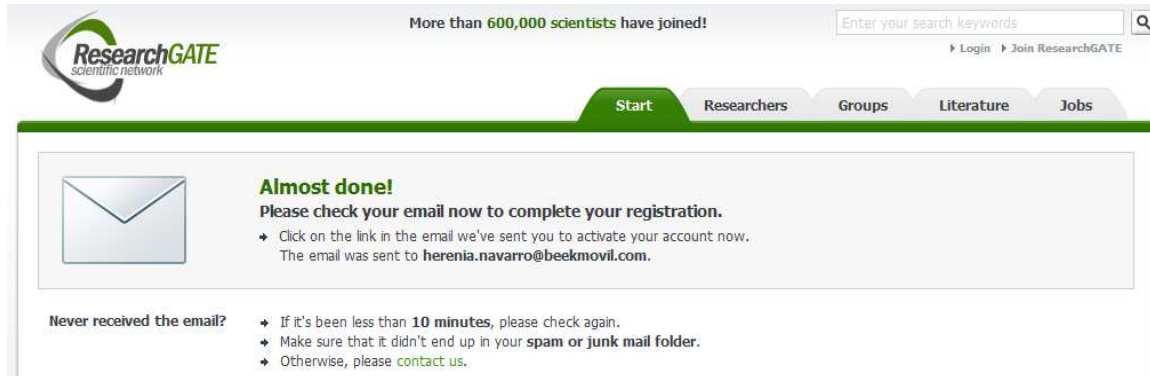 More than 600,000 scientists have joined!
Enter your search keywords
Login Join ResearchGATE
ResearchGATE
scientific network
Start Researchers Groups Literature Jobs
Almost done!
Please check your email now to complete your registration.
Click on the link in the email we've sent you to activate your account now.
The email was sent to herenia.navarro@beekmovil.com.
Never received the email?
If it's been less than 10 minutes, please check again.
Make sure that it didn't end up in your spam or junk mail folder.
Otherwise, please contact us.